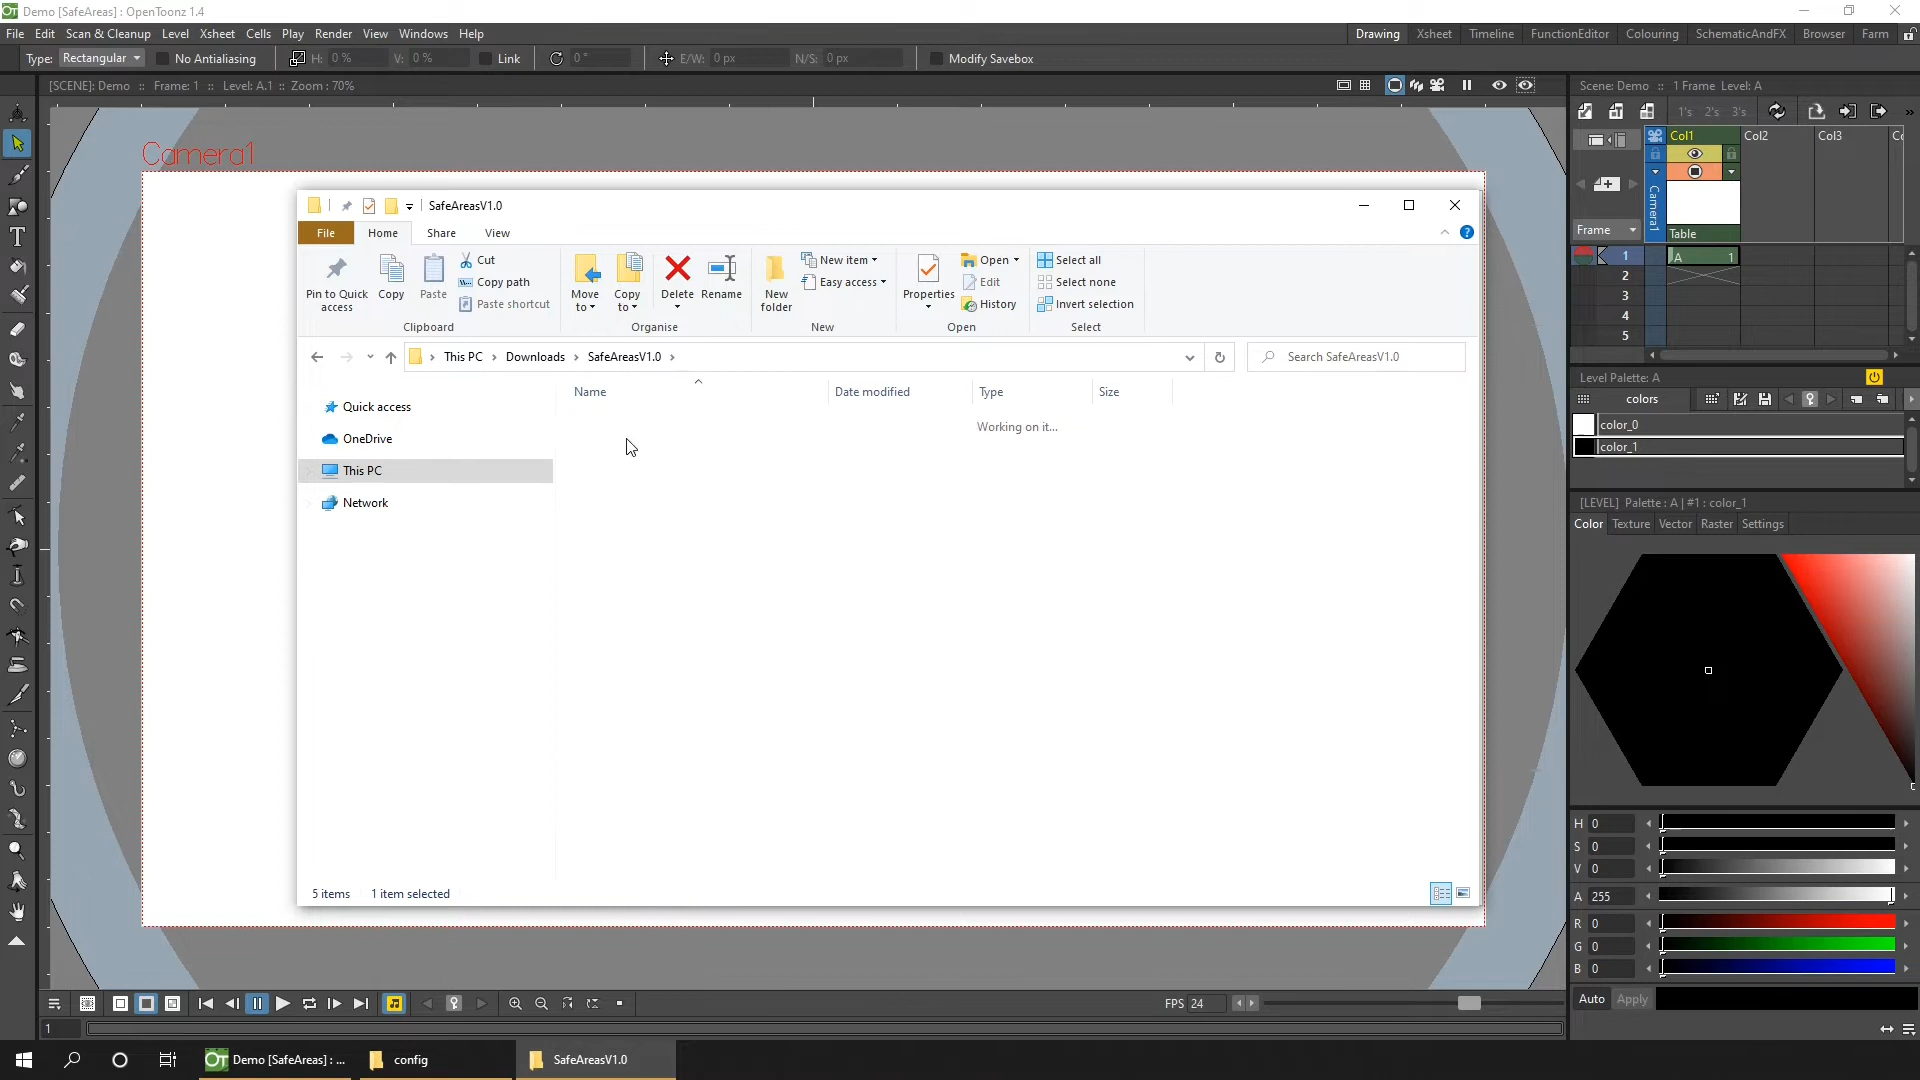 Demo [SafeAreas] : OpenToonz 1.4
File Edit Scan & Cleanup Level Xsheet Cells Play Render View Windows Help
Drawing Xsheet Timeline FunctionEditor Colouring SchematicAndFX Browser Farm
Type: Rectangular No Antialiasing H: 0 % V: 0 % Link 0 ° E/W: 0 px N/S: 0 px Modify Savebox
[SCENE]: Demo :: Frame: 1 :: Level: A.1 :: Zoom : 70%
Scene: Demo :: 1 Frame Level: A
1's 2's 3's
Col1 Col2 Col3
Camera1
Camera1
Frame
Table
1 A 1
2
3
4
5
SafeAreasV1.0
File Home Share View
Pin to Quick access
Copy
Paste
Cut
Copy path
Paste shortcut
Clipboard
Move to
Copy to
Delete
Rename
Organise
New folder
New item
Easy access
New
Properties
Open
Edit
History
Open
Select all
Select none
Invert selection
Select
This PC Downloads SafeAreasV1.0
Search SafeAreasV1.0
Name Date modified Type Size
Working on it...
Quick access
OneDrive
This PC
Network
5 items 1 item selected
Level Palette: A
colors
color_0
color_1
[LEVEL] Palette : A | #1 : color_1
Color Texture Vector Raster Settings
H 0
S 0
V 0
A 255
R 0
G 0
B 0
Auto Apply
FPS 24
1
Demo [SafeAreas] : ...
config
SafeAreasV1.0